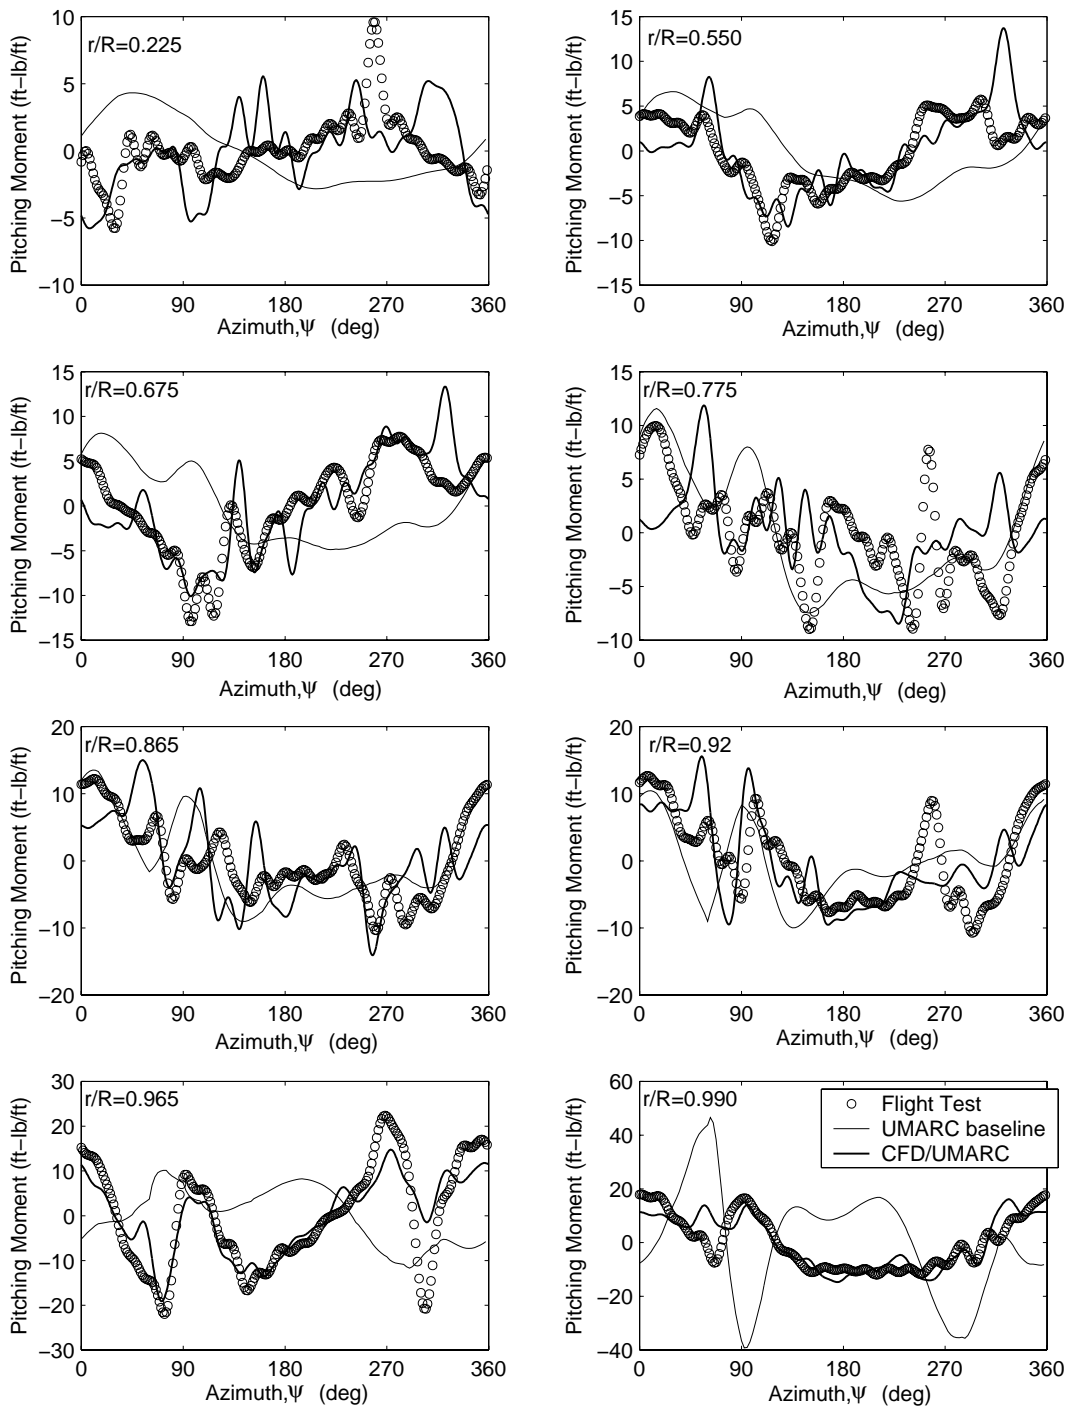 Pitching Moment (ft−lb/ft)
r/R=0.225
10
5
0
−5
−10
0 90 180 270 360
Azimuth,Ψ (deg)
Pitching Moment (ft−lb/ft)
r/R=0.550
15
10
5
0
−5
−10
−15
0 90 180 270 360
Azimuth,Ψ (deg)
Pitching Moment (ft−lb/ft)
r/R=0.675
15
10
5
0
−5
−10
−15
0 90 180 270 360
Azimuth,Ψ (deg)
Pitching Moment (ft−lb/ft)
r/R=0.775
15
10
5
0
−5
−10
0 90 180 270 360
Azimuth,Ψ (deg)
Pitching Moment (ft−lb/ft)
r/R=0.865
20
10
0
−10
−20
0 90 180 270 360
Azimuth,Ψ (deg)
Pitching Moment (ft−lb/ft)
r/R=0.92
20
10
0
−10
−20
0 90 180 270 360
Azimuth,Ψ (deg)
Pitching Moment (ft−lb/ft)
r/R=0.965
30
20
10
0
−10
−20
−30
0 90 180 270 360
Azimuth,Ψ (deg)
Pitching Moment (ft−lb/ft)
r/R=0.990
60
40
20
0
−20
−40
0 90 180 270 360
Azimuth,Ψ (deg)
Flight Test
UMARC baseline
CFD/UMARC